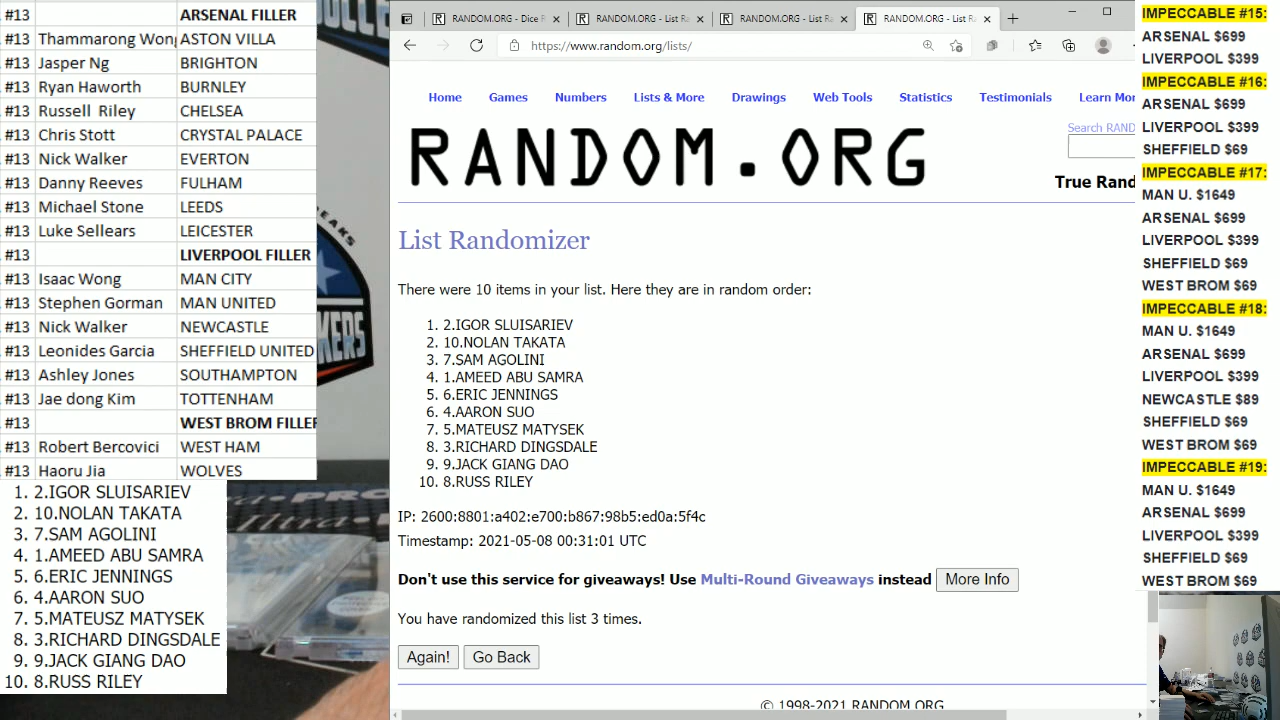 #13 ARSENAL FILLER
#13 Thammarong Wong ASTON VILLA
#13 Jasper Ng BRIGHTON
#13 Ryan Haworth BURNLEY
#13 Russell Riley CHELSEA
#13 Chris Stott CRYSTAL PALACE
#13 Nick Walker EVERTON
#13 Danny Reeves FULHAM
#13 Michael Stone LEEDS
#13 Luke Sellears LEICESTER
#13 LIVERPOOL FILLER
#13 Isaac Wong MAN CITY
#13 Stephen Gorman MAN UNITED
#13 Nick Walker NEWCASTLE
#13 Leonides Garcia SHEFFIELD UNITED
#13 Ashley Jones SOUTHAMPTON
#13 Jae dong Kim TOTTENHAM
#13 WEST BROM FILLER
#13 Robert Bercovici WEST HAM
#13 Haoru Jia WOLVES
1. 2.IGOR SLUISARIEV
2. 10.NOLAN TAKATA
3. 7.SAM AGOLINI
4. 1.AMEED ABU SAMRA
5. 6.ERIC JENNINGS
6. 4.AARON SUO
7. 5.MATEUSZ MATYSEK
8. 3.RICHARD DINGSDALE
9. 9.JACK GIANG DAO
10. 8.RUSS RILEY
SOCCER
BREAKS
KERS
RANDOM.ORG - Dice R
RANDOM.ORG - List Ra
RANDOM.ORG - List Ra
RANDOM.ORG - List Ra
https://www.random.org/lists/
Home Games Numbers Lists & More Drawings Web Tools Statistics Testimonials Learn Mor
Search RAND
RANDOM.ORG
True Rand
List Randomizer
There were 10 items in your list. Here they are in random order:
1. 2.IGOR SLUISARIEV
2. 10.NOLAN TAKATA
3. 7.SAM AGOLINI
4. 1.AMEED ABU SAMRA
5. 6.ERIC JENNINGS
6. 4.AARON SUO
7. 5.MATEUSZ MATYSEK
8. 3.RICHARD DINGSDALE
9. 9.JACK GIANG DAO
10. 8.RUSS RILEY
IP: 2600:8801:a402:e700:b867:98b5:ed0a:5f4c
Timestamp: 2021-05-08 00:31:01 UTC
Don't use this service for giveaways! Use Multi-Round Giveaways instead More Info
You have randomized this list 3 times.
Again! Go Back
© 1998-2021 RANDOM.ORG
IMPECCABLE #15:
ARSENAL $699
LIVERPOOL $399
IMPECCABLE #16:
ARSENAL $699
LIVERPOOL $399
SHEFFIELD $69
IMPECCABLE #17:
MAN U. $1649
ARSENAL $699
LIVERPOOL $399
SHEFFIELD $69
WEST BROM $69
IMPECCABLE #18:
MAN U. $1649
ARSENAL $699
LIVERPOOL $399
NEWCASTLE $89
SHEFFIELD $69
WEST BROM $69
IMPECCABLE #19:
MAN U. $1649
ARSENAL $699
LIVERPOOL $399
SHEFFIELD $69
WEST BROM $69